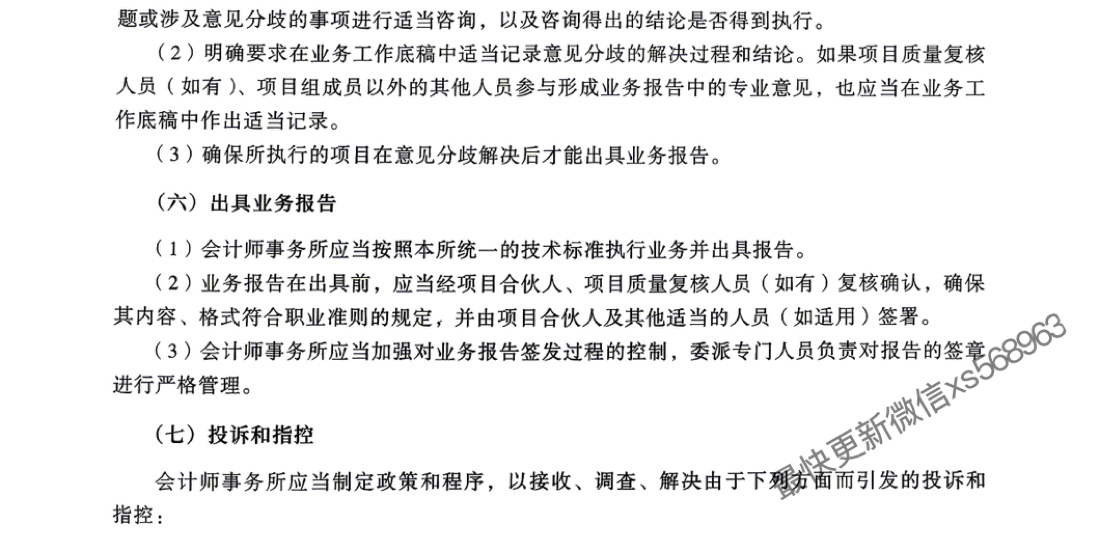 题或涉及意见分歧的事项进行适当咨询，以及咨询得出的结论是否得到执行。
（2）明确要求在业务工作底稿中适当记录意见分歧的解决过程和结论。如果项目质量复核
人员（如有）、项目组成员以外的其他人员参与形成业务报告中的专业意见，也应当在业务工
作底稿中作出适当记录。
（3）确保所执行的项目在意见分歧解决后才能出具业务报告。
（六）出具业务报告
（1）会计师事务所应当按照本所统一的技术标准执行业务并出具报告。
（2）业务报告在出具前，应当经项目合伙人、项目质量复核人员（如有）复核确认，确保
其内容、格式符合职业准则的规定，并由项目合伙人及其他适当的人员（如适用）签署。
（3）会计师事务所应当加强对业务报告签发过程的控制，委派专门人员负责对报告的签章
进行严格管理。
（七）投诉和指控
会计师事务所应当制定政策和程序，以接收、调查、解决由于下列方面而引发的投诉和
指控：
最快更新微信xs568963